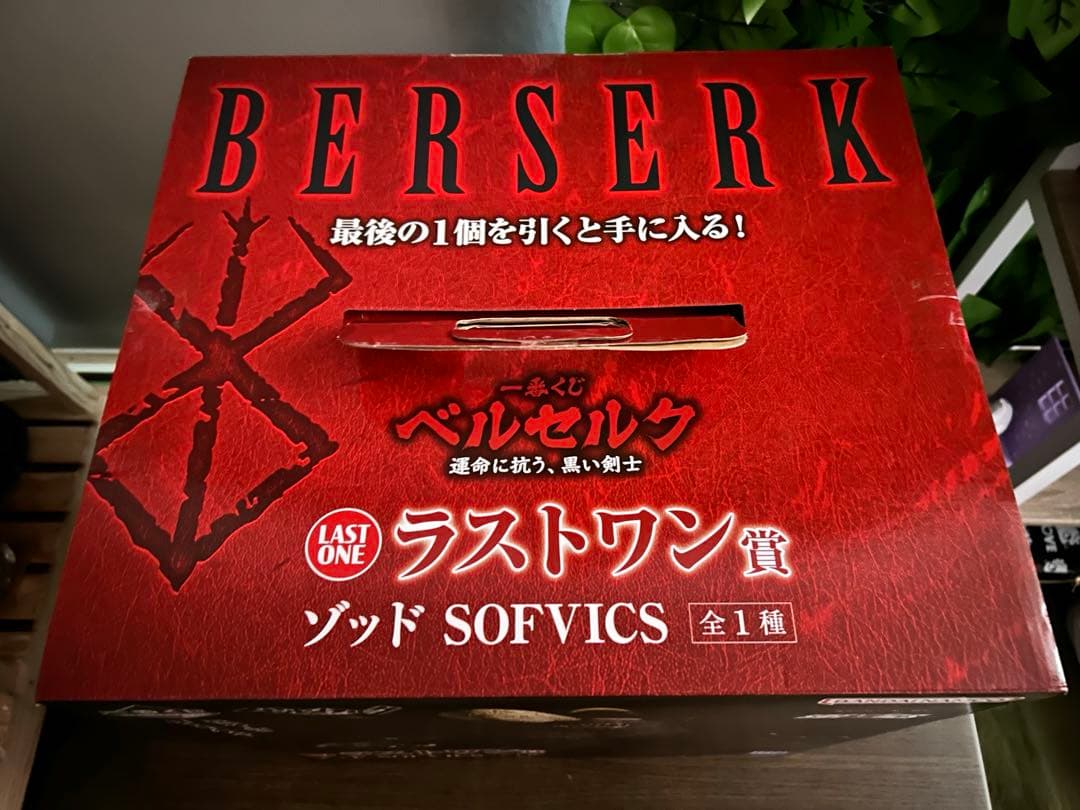 BERSERK
最後の1個を引くと手に入る!
一番くじ
ベルセルク
運命に抗う、黒い剣士
LAST ONE ラストワン賞
ゾッド SOFVICS 全1種